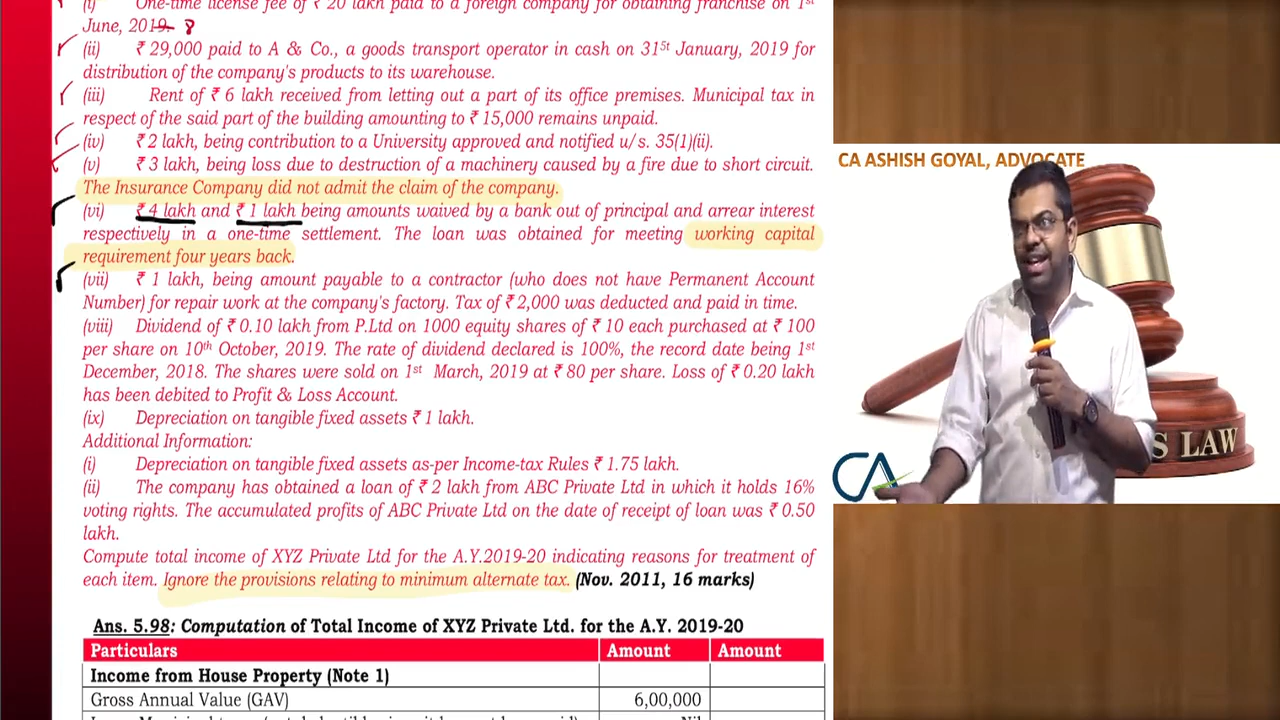 (i) One-time license fee of ₹ 20 lakh paid to a foreign company for obtaining franchise on 1st
June, 2019. 8
(ii) ₹ 29,000 paid to A & Co., a goods transport operator in cash on 31St January, 2019 for
distribution of the company's products to its warehouse.
(iii) Rent of ₹ 6 lakh received from letting out a part of its office premises. Municipal tax in
respect of the said part of the building amounting to ₹ 15,000 remains unpaid.
(iv) ₹ 2 lakh, being contribution to a University approved and notified u/s. 35(1)(ii).
(v) ₹ 3 lakh, being loss due to destruction of a machinery caused by a fire due to short circuit.
The Insurance Company did not admit the claim of the company.
(vi) ₹ 4 lakh and ₹ 1 lakh being amounts waived by a bank out of principal and arrear interest
respectively in a one-time settlement. The loan was obtained for meeting working capital
requirement four years back.
(vii) ₹ 1 lakh, being amount payable to a contractor (who does not have Permanent Account
Number) for repair work at the company's factory. Tax of ₹ 2,000 was deducted and paid in time.
(viii) Dividend of ₹ 0.10 lakh from P.Ltd on 1000 equity shares of ₹ 10 each purchased at ₹ 100
per share on 10th October, 2019. The rate of dividend declared is 100%, the record date being 1st
December, 2018. The shares were sold on 1st March, 2019 at ₹ 80 per share. Loss of ₹ 0.20 lakh
has been debited to Profit & Loss Account.
(ix) Depreciation on tangible fixed assets ₹ 1 lakh.
Additional Information:
(i) Depreciation on tangible fixed assets as-per Income-tax Rules ₹ 1.75 lakh.
(ii) The company has obtained a loan of ₹ 2 lakh from ABC Private Ltd in which it holds 16%
voting rights. The accumulated profits of ABC Private Ltd on the date of receipt of loan was ₹ 0.50
lakh.
Compute total income of XYZ Private Ltd for the A.Y.2019-20 indicating reasons for treatment of
each item. Ignore the provisions relating to minimum alternate tax. (Nov. 2011, 16 marks)
Ans. 5.98: Computation of Total Income of XYZ Private Ltd. for the A.Y. 2019-20
Particulars Amount Amount
Income from House Property (Note 1)
Gross Annual Value (GAV) 6,00,000
CA ASHISH GOYAL, ADVOCATE
S LAW
CA